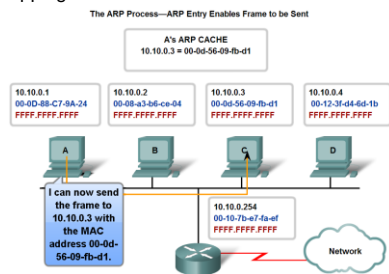 The ARP Process—ARP Entry Enables Frame to be Sent
A's ARP CACHE
10.10.0.3 = 00-0d-56-09-fb-d1
10.10.0.1
00-0D-88-C7-9A-24
FFFF.FFFF.FFFF
10.10.0.2
00-08-a3-b6-ce-04
FFFF.FFFF.FFFF
10.10.0.3
00-0d-56-09-fb-d1
FFFF.FFFF.FFFF
10.10.0.4
00-12-3f-d4-6d-1b
FFFF.FFFF.FFFF
A
B
C
D
I can now send
the frame to
10.10.0.3 with
the MAC
address 00-0d-
56-09-fb-d1.
10.10.0.254
00-10-7b-e7-fa-ef
FFFF.FFFF.FFFF
Network